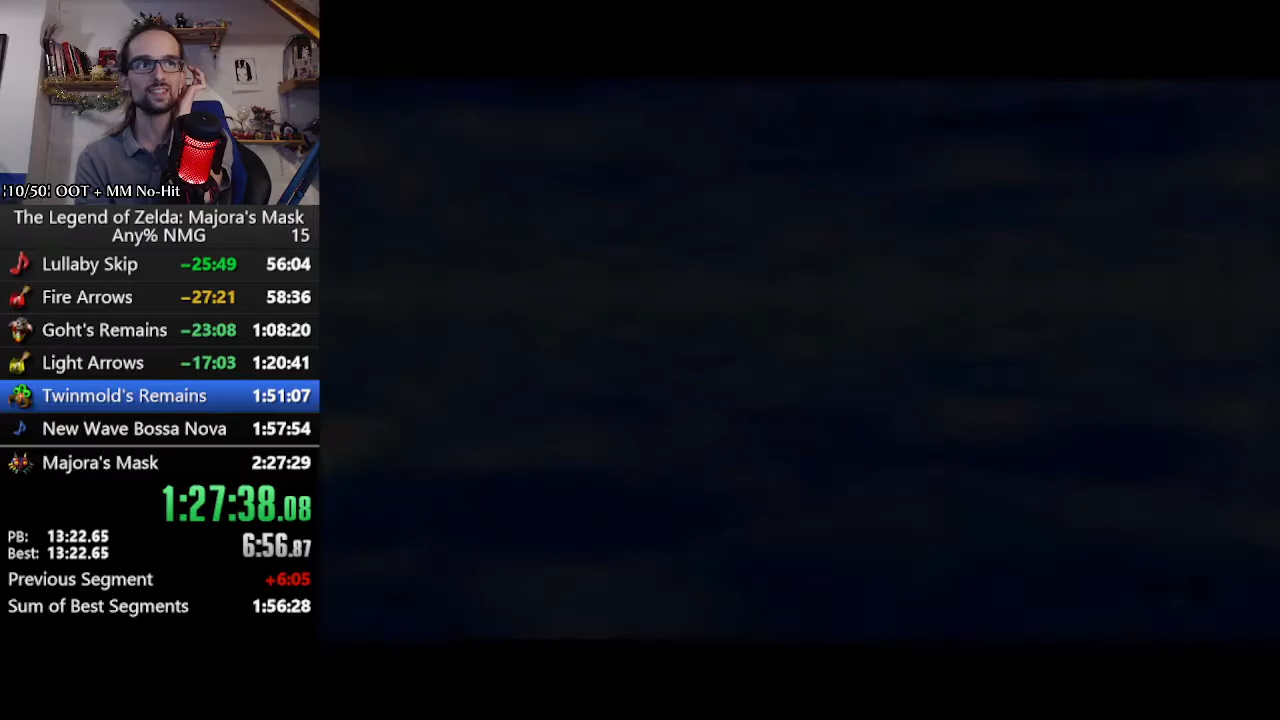 [10/50] OOT + MM No-Hit
The Legend of Zelda: Majora's Mask
Any% NMG 15
Lullaby Skip -25:49 56:04
Fire Arrows -27:21 58:36
Goht's Remains -23:08 1:08:20
Light Arrows -17:03 1:20:41
Twinmold's Remains 1:51:07
New Wave Bossa Nova 1:57:54
Majora's Mask 2:27:29
1:27:38.08
PB: 13:22.65
Best: 13:22.65
6:56.87
Previous Segment +6:05
Sum of Best Segments 1:56:28